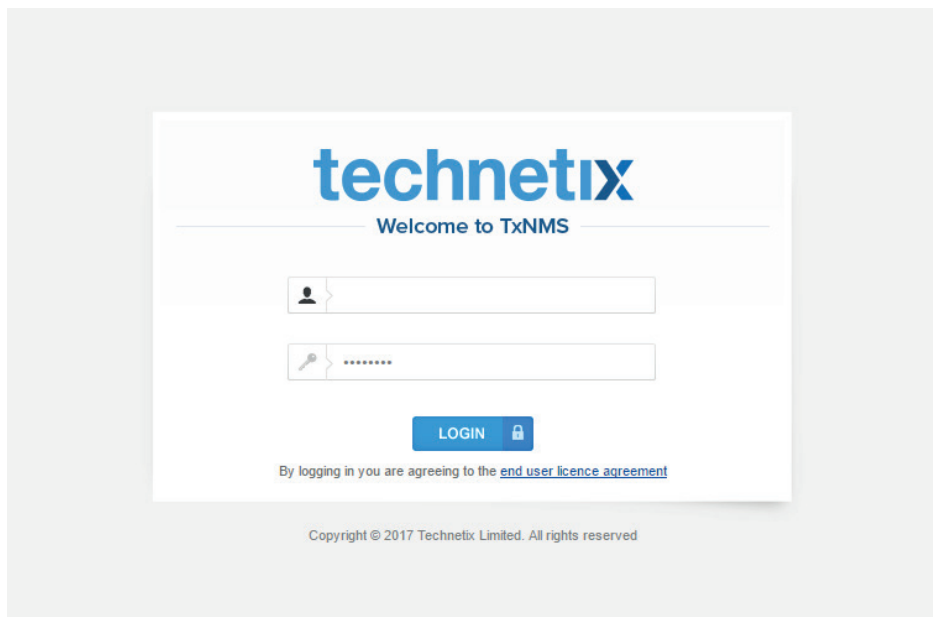 technetix
Welcome to TxNMS
••••••••
LOGIN
By logging in you are agreeing to the end user licence agreement
Copyright © 2017 Technetix Limited. All rights reserved